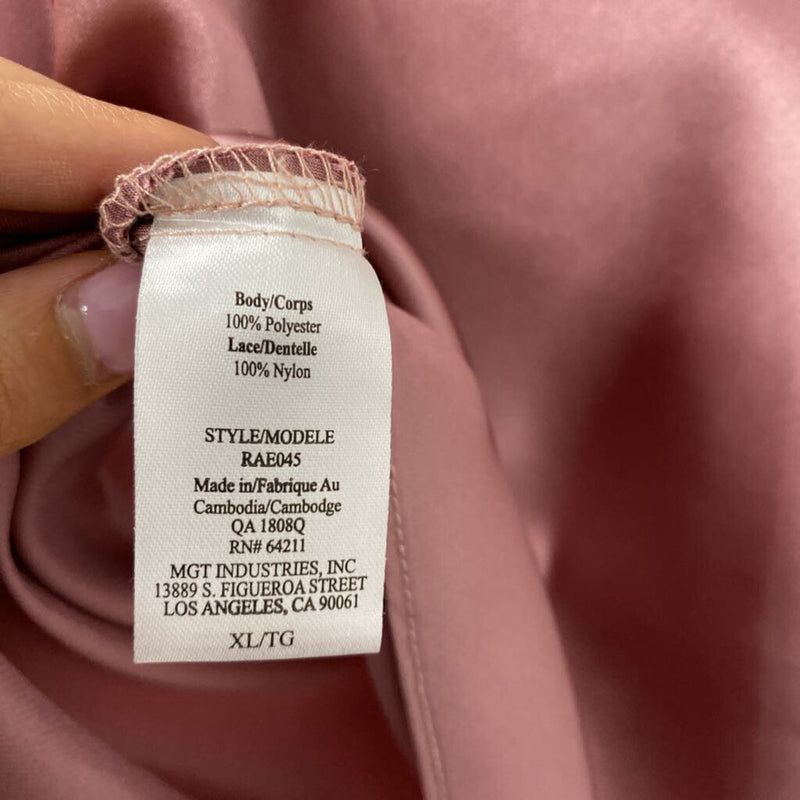 Body/Corps
100% Polyester
Lace/Dentelle
100% Nylon
STYLE/MODELE
RAE045
Made in/Fabrique Au
Cambodia/Cambodge
QA 1808Q
RN# 64211
MGT INDUSTRIES, INC
13889 S. FIGUEROA STREET
LOS ANGELES, CA 90061
XL/TG